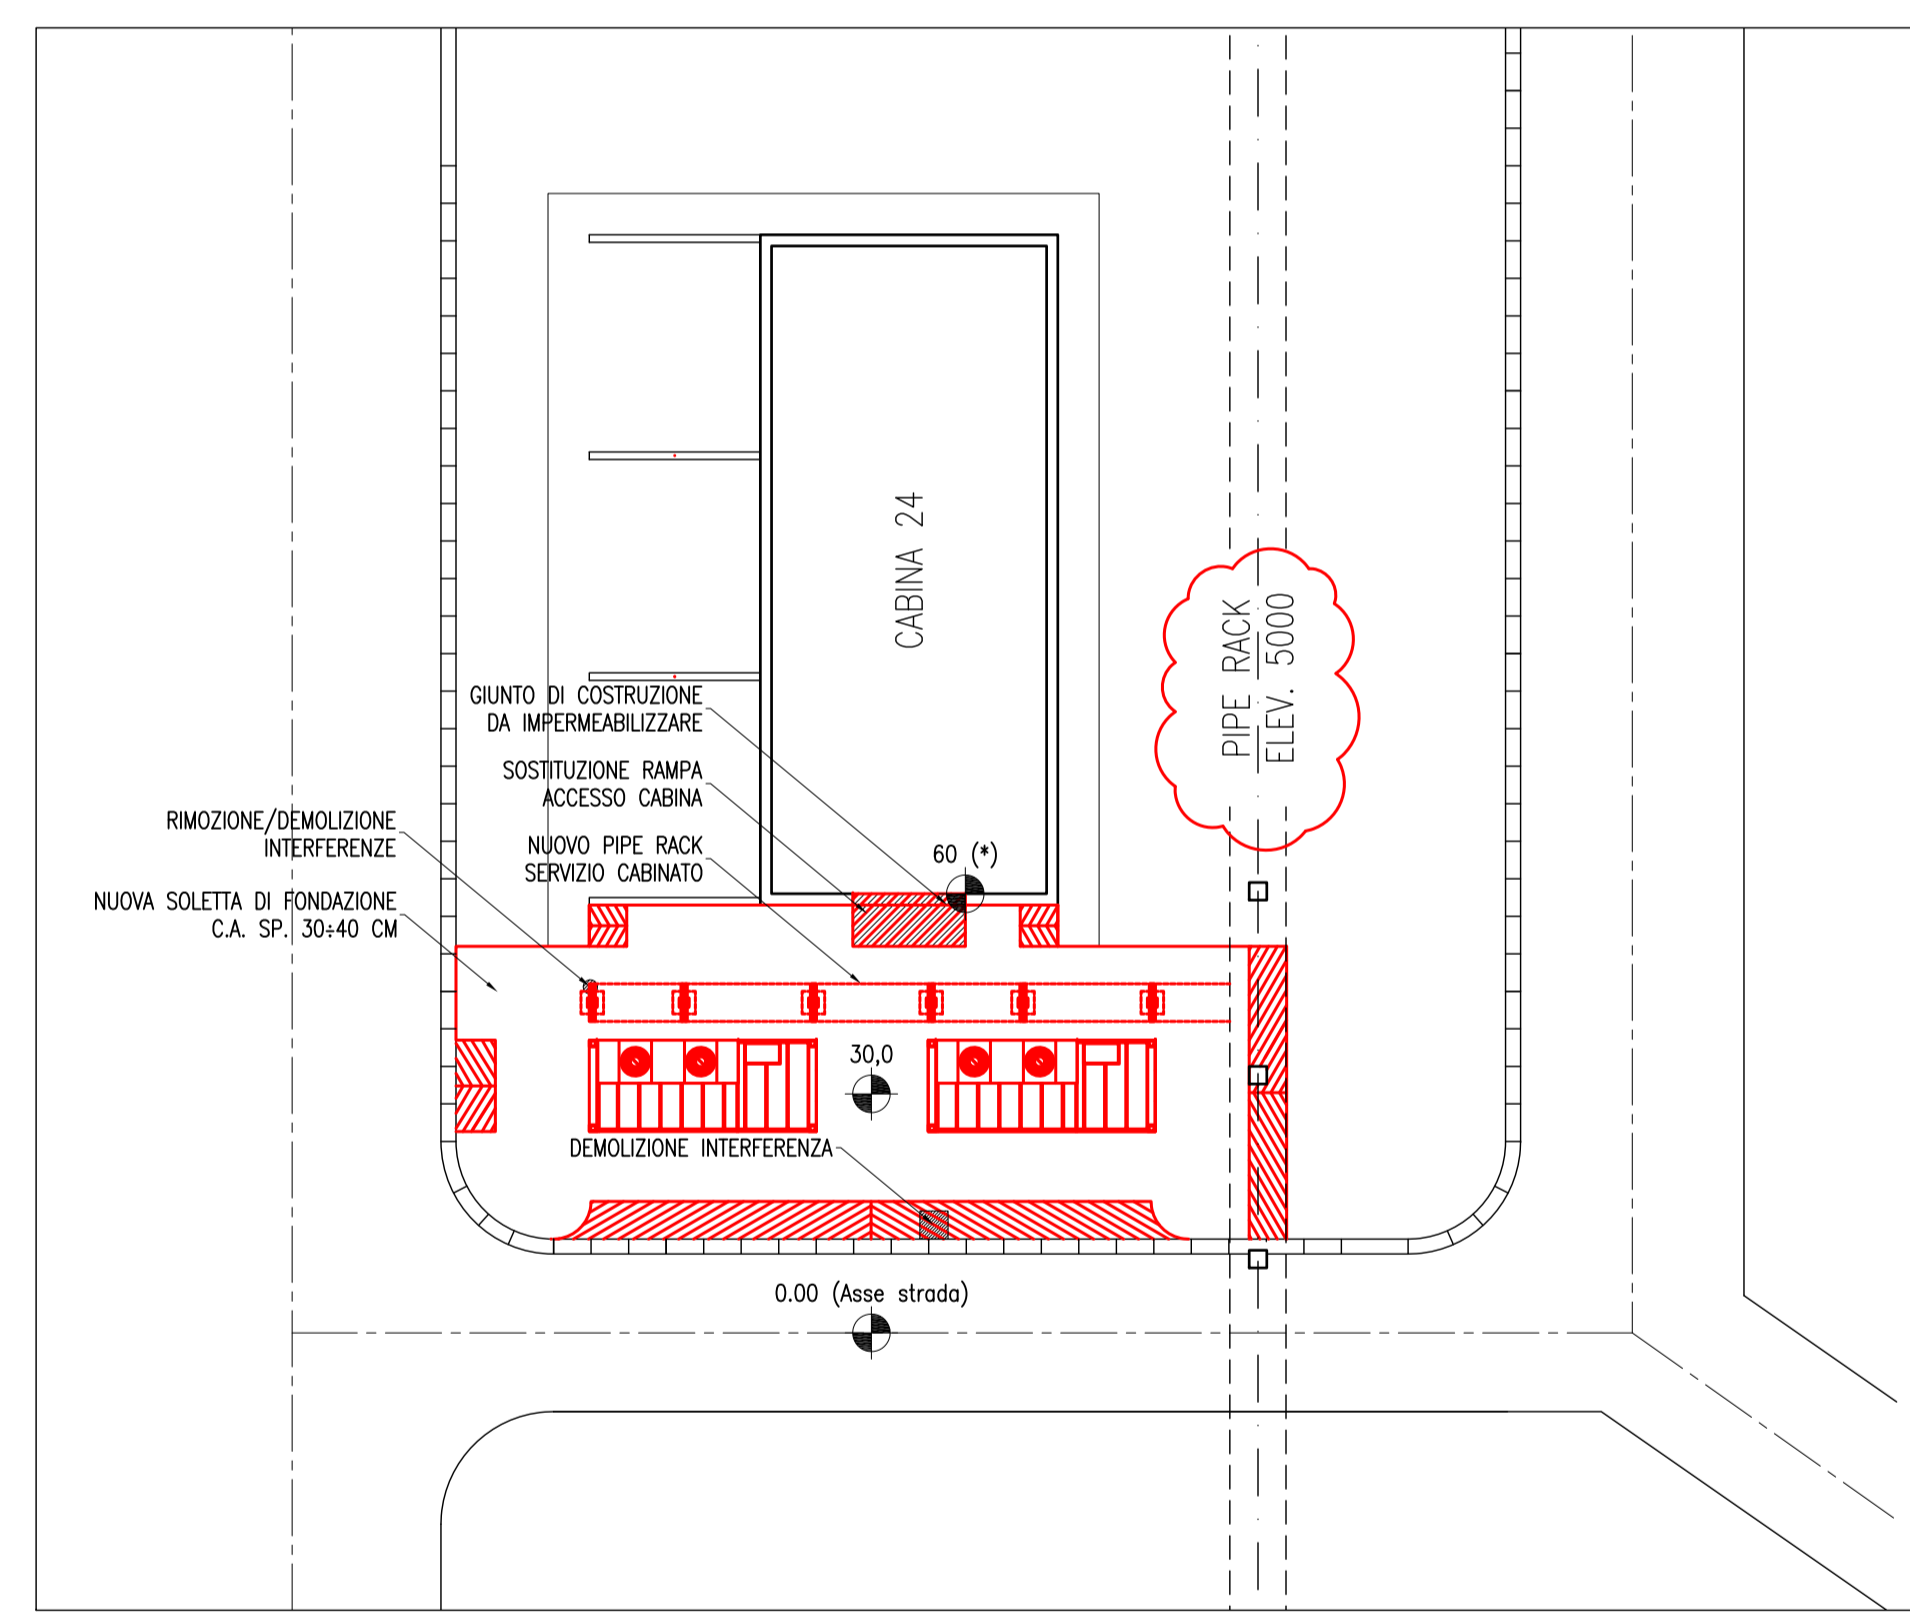 CABINA 24
PIPE RACK
ELEV. 5000
GIUNTO DI COSTRUZIONE
DA IMPERMEABILIZZARE
SOSTITUZIONE RAMPA
ACCESSO CABINA
RIMOZIONE/DEMOLIZIONE
INTERFERENZE
NUOVO PIPE RACK
SERVIZIO CABINATO
60 (*)
NUOVA SOLETTA DI FONDAZIONE
C.A. SP. 30÷40 CM
30,0
DEMOLIZIONE INTERFERENZA
0.00 (Asse strada)